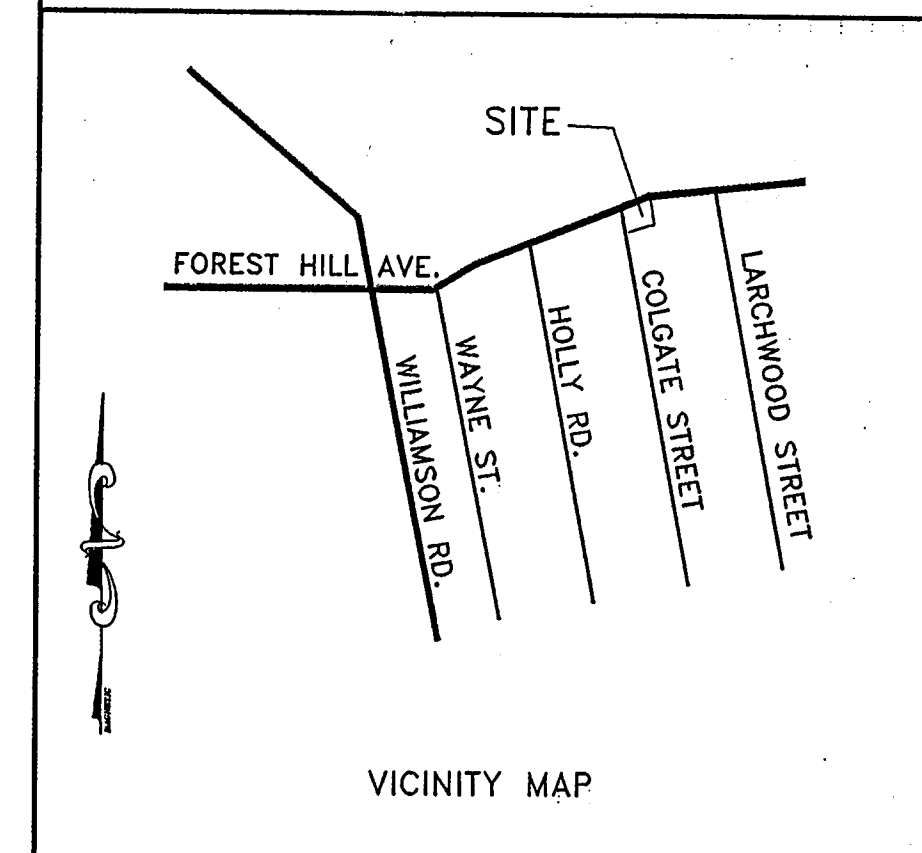 SITE
FOREST HILL AVE.
WILLIAMSON RD.
WAYNE ST.
HOLLY RD.
COLGATE STREET
LARCHWOOD STREET
VICINITY MAP